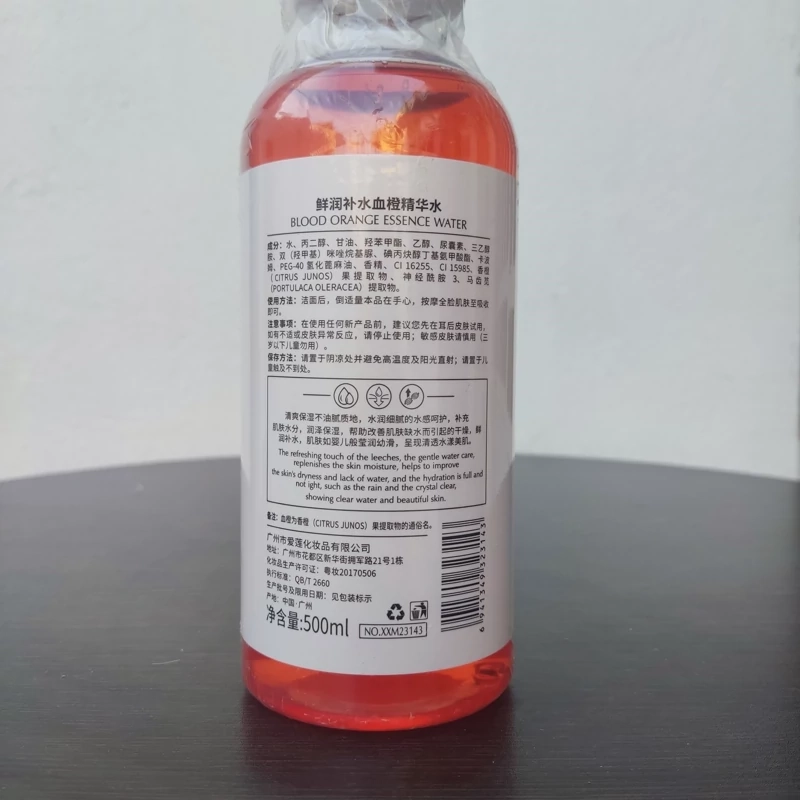 鲜润补水血橙精华水
BLOOD ORANGE ESSENCE WATER
成分：水、丙二醇、甘油、羟苯甲酯、乙醇、尿囊素、三乙醇
胺、双（羟甲基）咪唑烷基脲、碘丙炔醇丁基氨甲酸酯、卡波
姆、PEG-40 氢化蓖麻油、香精、CI 16255、CI 15985、香橙
（CITRUS JUNOS）果提取物、神经酰胺 3、马齿苋
（PORTULACA OLERACEA）提取物。
使用方法：洁面后，倒适量本品在手心，按摩全脸肌肤至吸收
即可。
注意事项：在使用任何新产品前，建议您先在耳后皮肤试用，
如有不适或皮肤异常反应，请停止使用；敏感皮肤请慎用（三
岁以下儿童勿用）。
保存方法：请置于阴凉处并避免高温度及阳光直射；请置于儿
童触及不到处。
清爽保湿不油腻质地，水润细腻的水感呵护，补充
肌肤水分，润泽保湿，帮助改善肌肤缺水而引起的干燥，鲜
润补水，肌肤如婴儿般莹润幼滑，呈现清透水漾美肌。
The refreshing touch of the leeches, the gentle water care,
replenishes the skin moisture, helps to improve
the skin's dryness and lack of water, and the hydration is full and
not ight, such as the rain and the crystal clear,
showing clear water and beautiful skin.
备注：血橙为香橙（CITRUS JUNOS）果提取物的通俗名。
广州市爱莲化妆品有限公司
地址：广州市花都区新华街拥军路21号1栋
化妆品生产许可证：粤妆20170506
执行标准：QB/T 2660
生产批号及限用日期：见包装标示
产地：中国·广州
净含量:500ml
NO.XXM23143
6941349323143